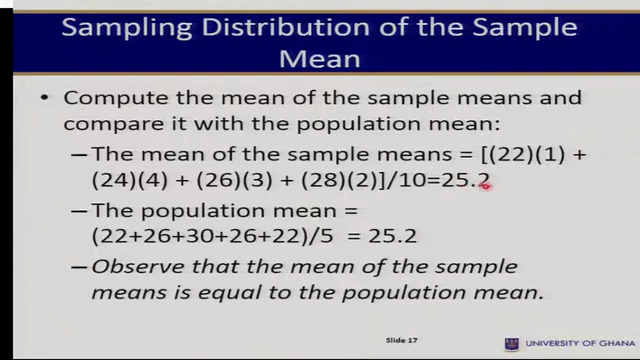 Sampling Distribution of the Sample
Mean
• Compute the mean of the sample means and
compare it with the population mean:
–The mean of the sample means = [(22)(1) +
(24)(4) + (26)(3) + (28)(2)]/10=25.2
–The population mean =
(22+26+30+26+22)/5 = 25.2
–Observe that the mean of the sample
means is equal to the population mean.
Slide 17
UNIVERSITY OF GHANA